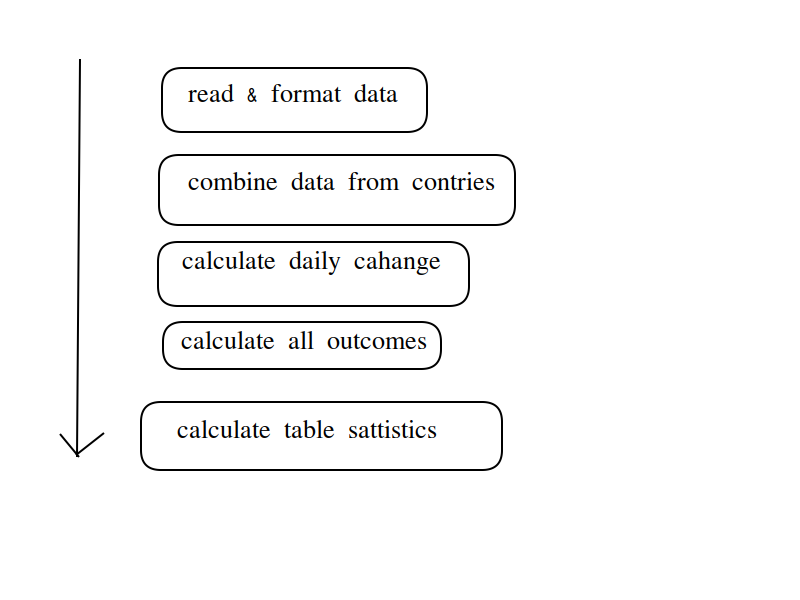 read & format data
combine data from contries
calculate daily cahange
calculate all outcomes
calculate table sattistics